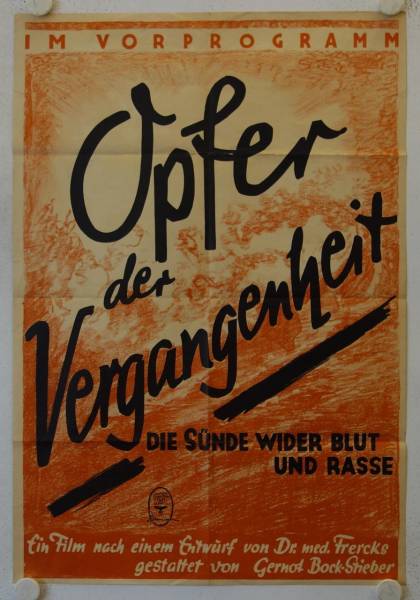 IM VORPROGRAMM
Opfer
der
Vergangenheit
DIE SÜNDE WIDER BLUT
UND RASSE
Ein Film nach einem Entwurf von Dr. med. Frercks
gestaltet von Gernot Bock-Stieber